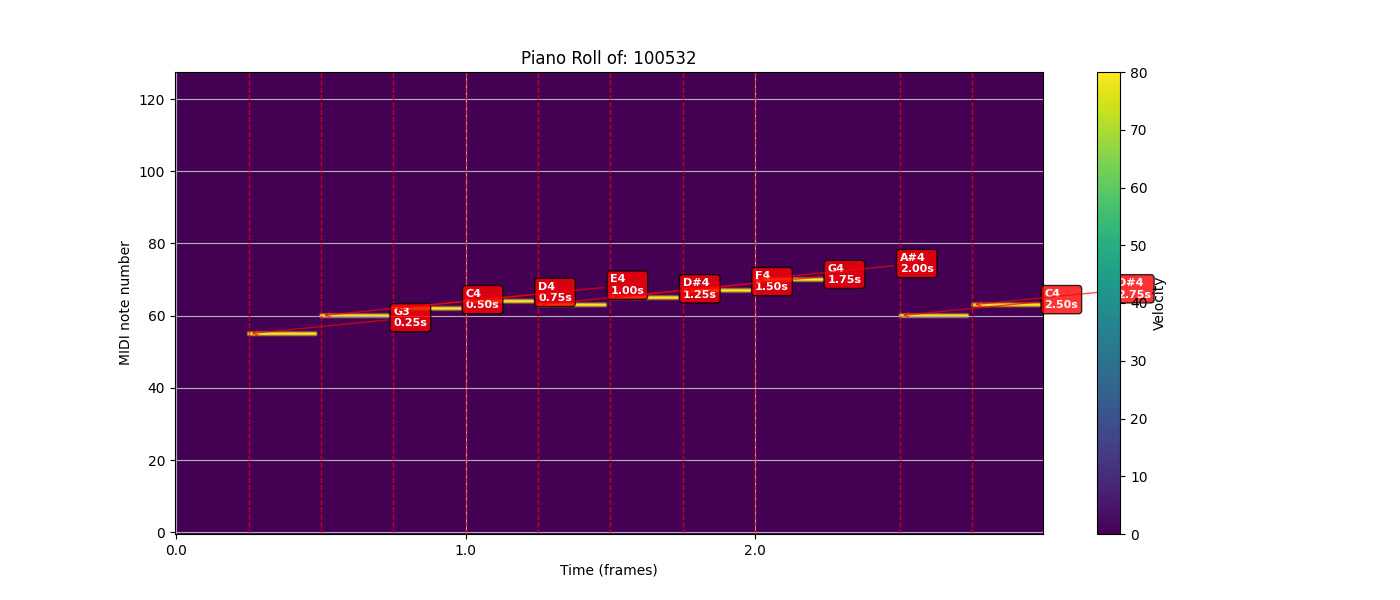 Piano Roll of: 100532
MIDI note number
120
100
80
60
40
20
0
G3
0.25s
C4
0.50s
D4
0.75s
E4
1.00s
D#4
1.25s
F4
1.50s
G4
1.75s
A#4
2.00s
C4
2.50s
D#4
2.75s
0.0
1.0
2.0
Time (frames)
80
70
60
50
40
30
20
10
0
Velocity